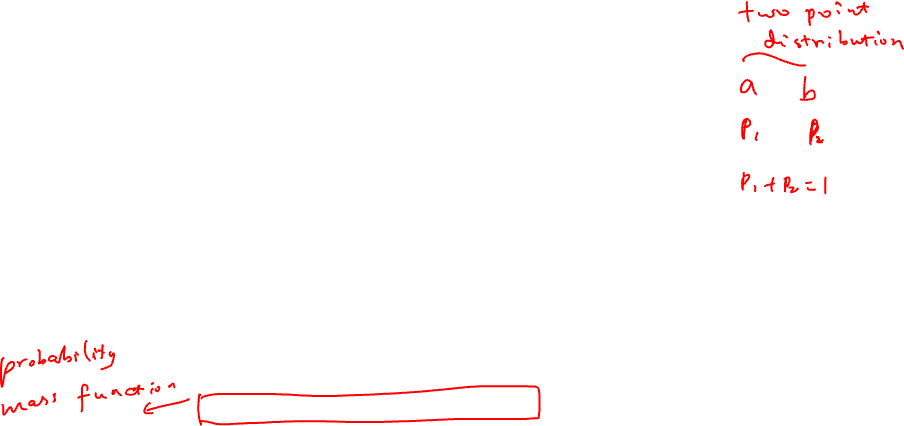 two point
distribution
a b
P₁ P₂
P₁ + P₂ = 1
probability
mass function